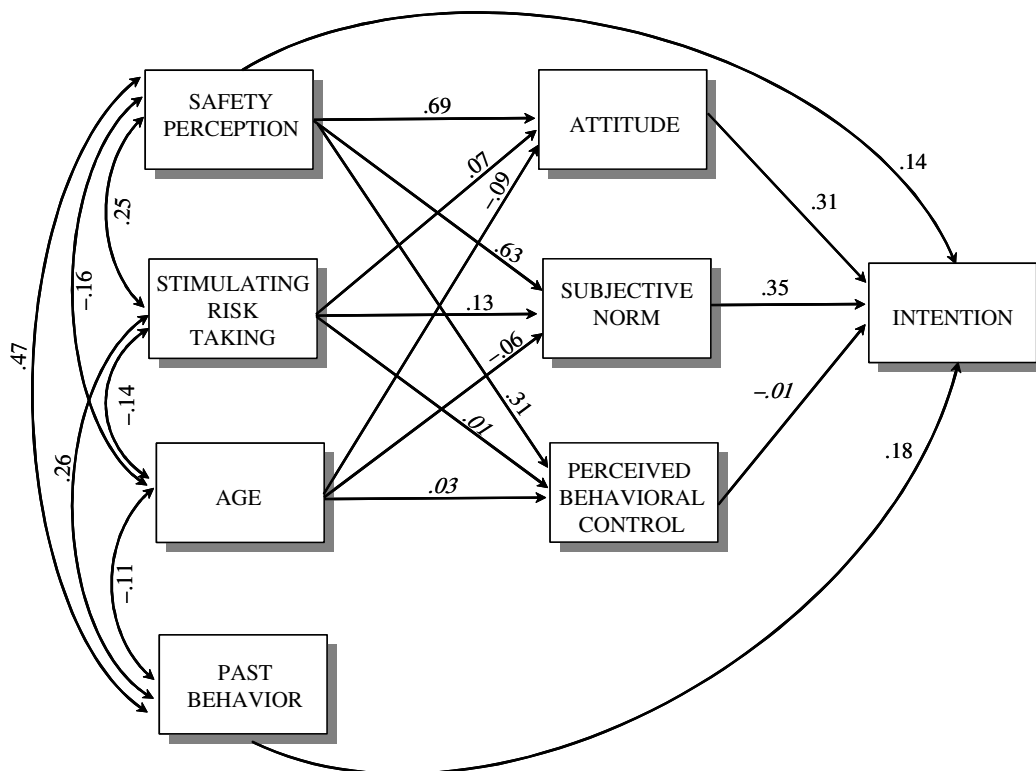 SAFETY
PERCEPTION
.69
ATTITUDE
.07
-.09
.14
.31
.25
.63
STIMULATING
RISK
TAKING
.13
SUBJECTIVE
NORM
.35
INTENTION
-.16
-.06
.47
-.14
.31
.01
-.01
.26
AGE
.03
PERCEIVED
BEHAVIORAL
CONTROL
.18
-.11
PAST
BEHAVIOR